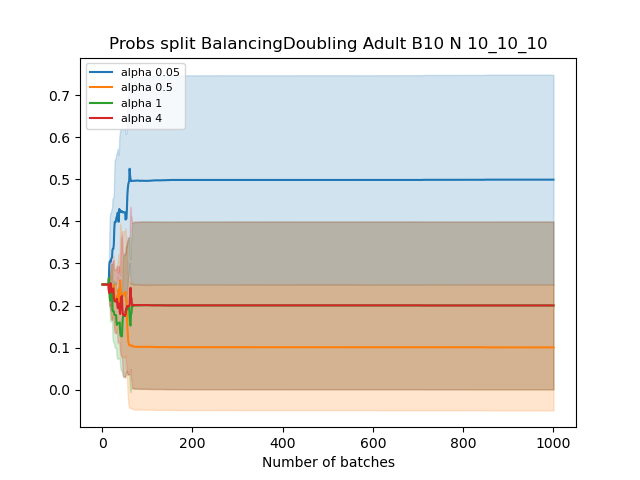 Probs split BalancingDoubling Adult B10 N 10_10_10
alpha 0.05
alpha 0.5
alpha 1
alpha 4
0.7
0.6
0.5
0.4
0.3
0.2
0.1
0.0
0 200 400 600 800 1000
Number of batches